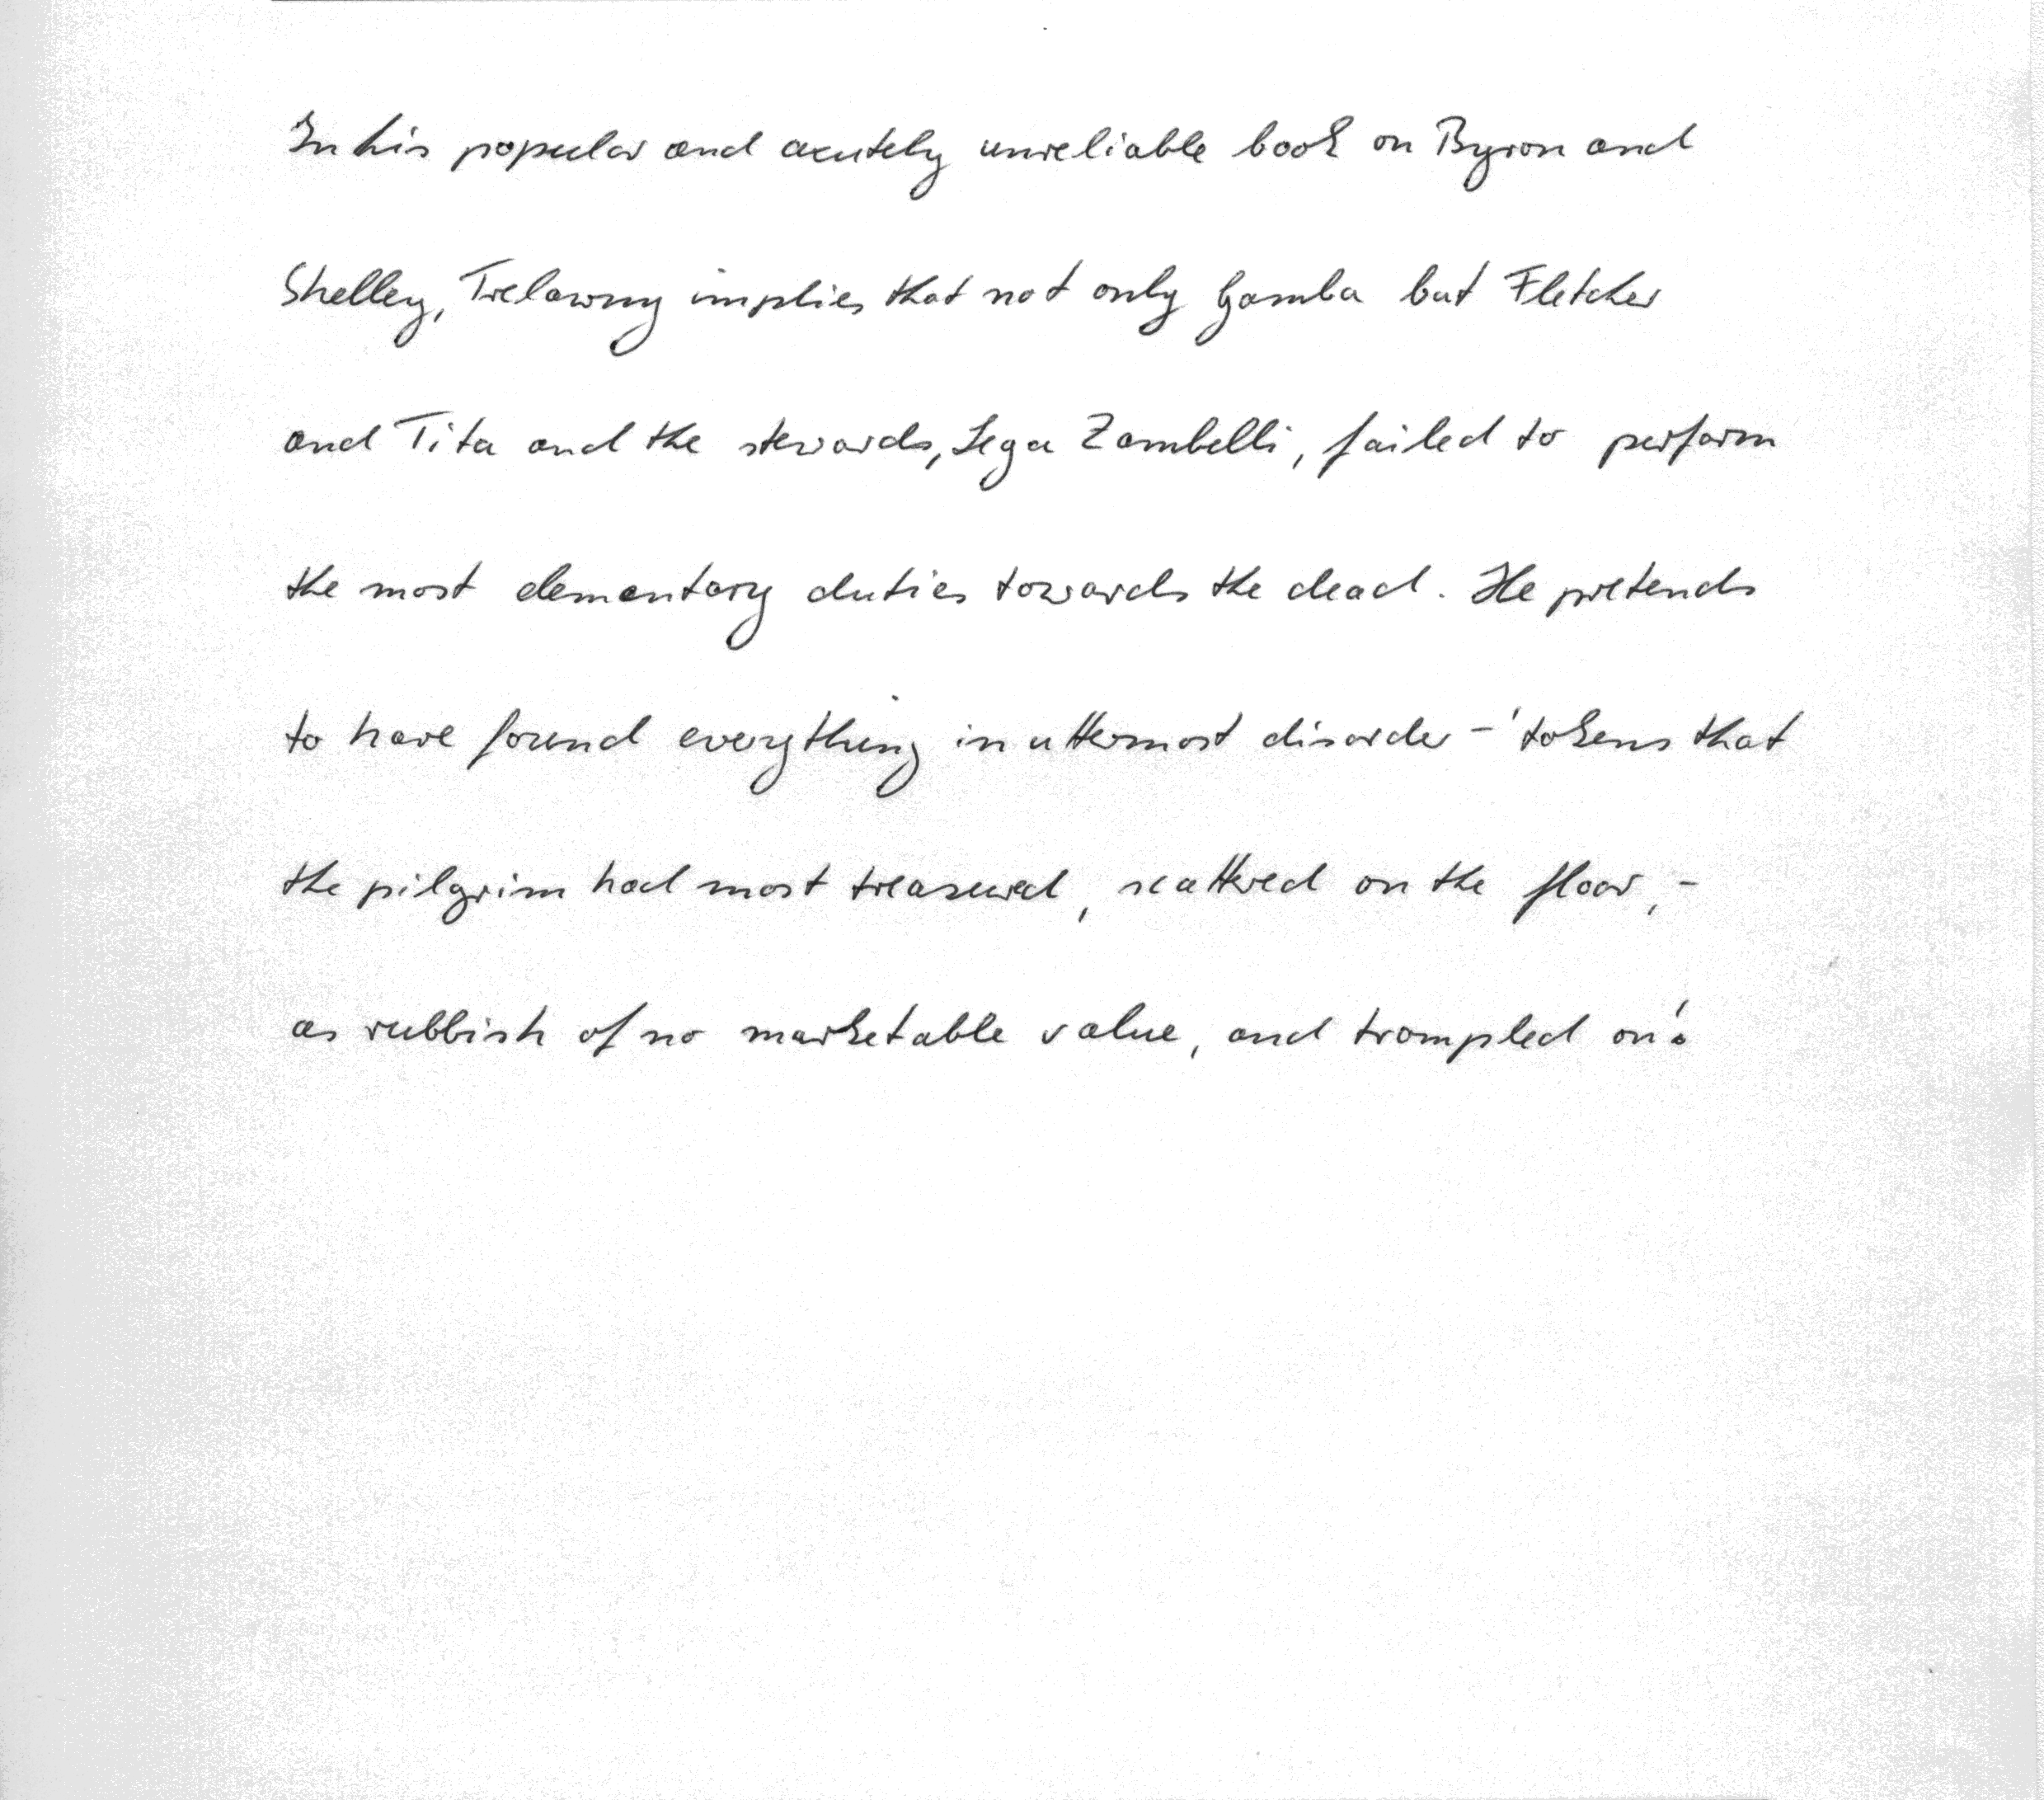 In his popular and acutely unreliable book on Byron and
Shelley, Trelawny implies that not only Gamba but Fletcher
and Tita and the stewards, Lega Zambelli, failed to perform
the most elementary duties towards the dead. He pretends
to have found everything in uttermost disorder - 'tokens that
the pilgrim had most treasured, scattered on the floor, -
as rubbish of no marketable value, and trampled on'.